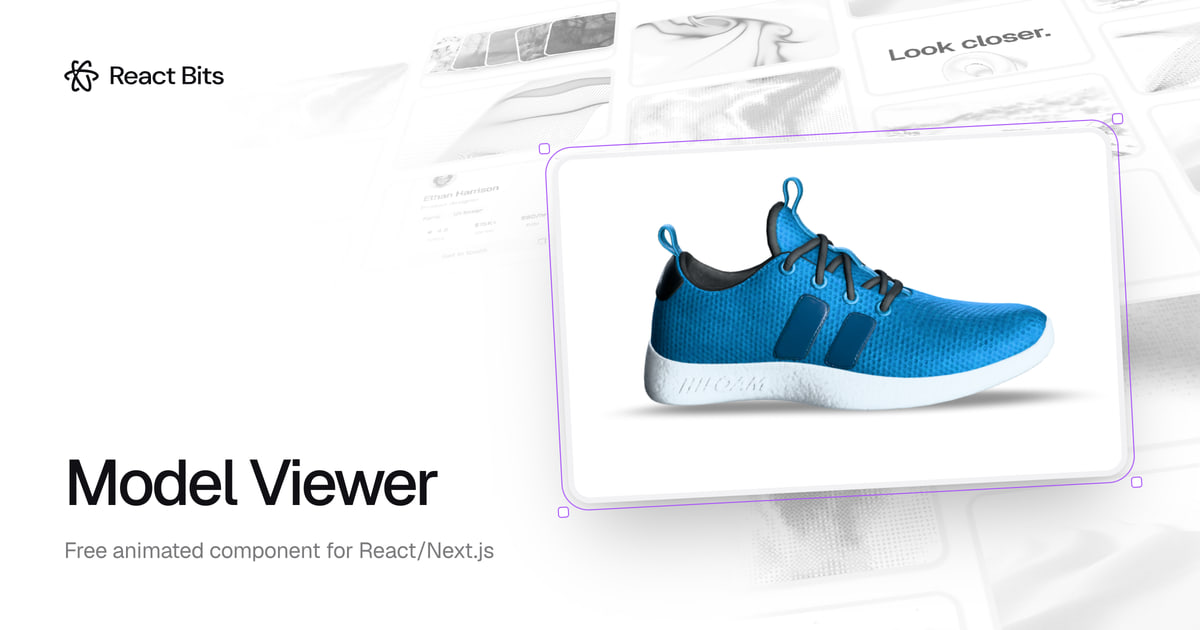 React Bits
Look closer.
Ethan Harrison
Model Viewer
Free animated component for React/Next.js